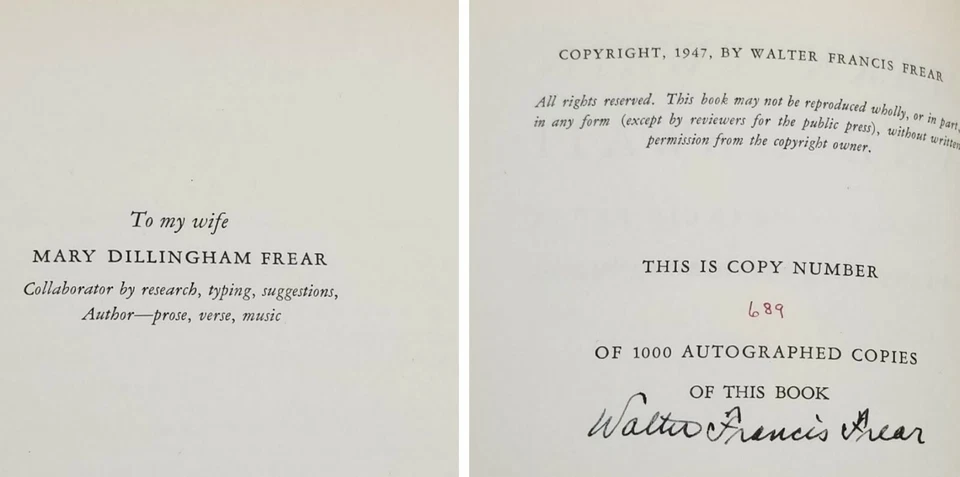 To my wife
MARY DILLINGHAM FREAR
Collaborator by research, typing, suggestions,
Author—prose, verse, music
COPYRIGHT, 1947, BY WALTER FRANCIS FREAR
All rights reserved. This book may not be reproduced wholly, or in part,
in any form (except by reviewers for the public press), without written
permission from the copyright owner.
THIS IS COPY NUMBER
689
OF 1000 AUTOGRAPHED COPIES
OF THIS BOOK
Walter Francis Frear